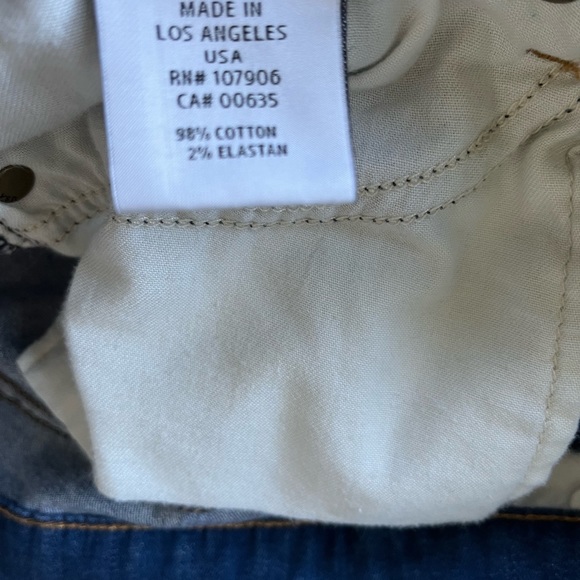 MADE IN
LOS ANGELES
USA
RN# 107906
CA# 00635
98% COTTON
2% ELASTAN